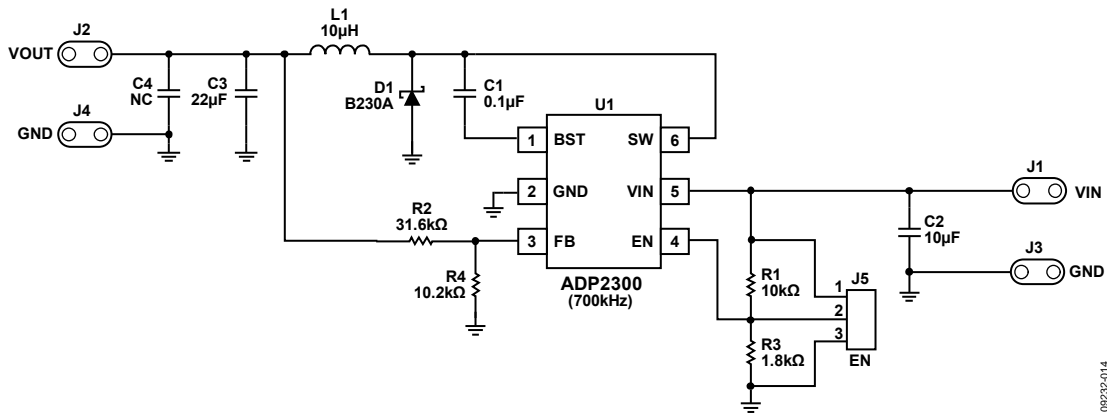 J2
VOUT
C4
NC
C3
22µF
L1
10µH
D1
B230A
C1
0.1µF
J4
GND
U1
1 BST SW 6
2 GND VIN 5
3 FB EN 4
ADP2300
(700kHz)
R2
31.6kΩ
R4
10.2kΩ
J1
VIN
C2
10µF
J3
GND
R1
10kΩ
R3
1.8kΩ
J5
1
2
3
EN
09232-014